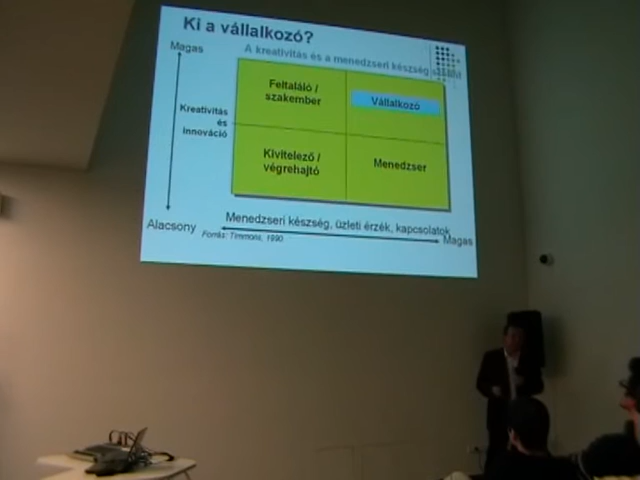 Ki a vállalkozó?
A kreativitás és a menedzseri készség
Magas
Feltaláló /
szakember
Vállalkozó
Kreativitás
és
Innováció
Kivitelező /
végrehajtó
Menedzser
Alacsony
Menedzseri készség, üzleti érzék, kapcsolatok
Magas
Forrás: Timmons, 1990